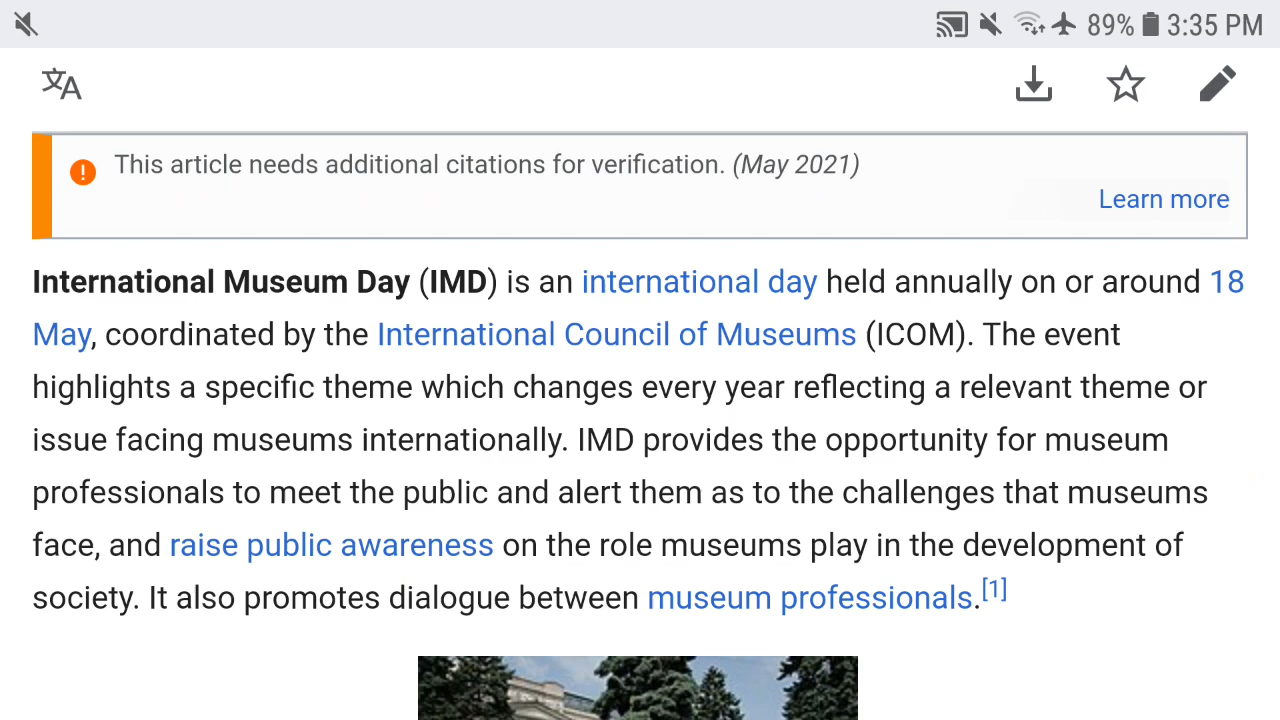 89% 3:35 PM
This article needs additional citations for verification. (May 2021)
Learn more
International Museum Day (IMD) is an international day held annually on or around 18
May, coordinated by the International Council of Museums (ICOM). The event
highlights a specific theme which changes every year reflecting a relevant theme or
issue facing museums internationally. IMD provides the opportunity for museum
professionals to meet the public and alert them as to the challenges that museums
face, and raise public awareness on the role museums play in the development of
society. It also promotes dialogue between museum professionals.[1]